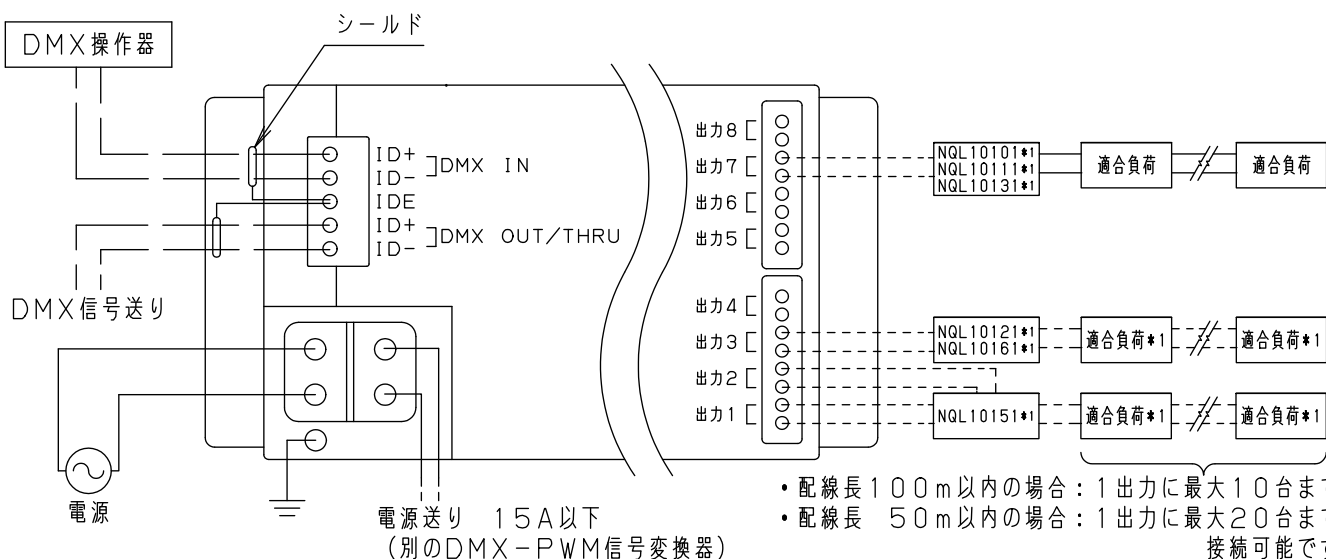 シールド
DMX操作器
ID+
ID-
DMX IN
IDE
ID+
ID-
DMX OUT/THRU
DMX信号送り
電源
電源送り 15A以下
(別のDMX-PWM信号変換器)
出力8
出力7
出力6
出力5
出力4
出力3
出力2
出力1
NQL10101*1
NQL10111*1
NQL10131*1
適合負荷
適合負荷
NQL10121*1
NQL10161*1
適合負荷*1
適合負荷*1
NQL10151*1
適合負荷*1
適合負荷*1
・配線長100m以内の場合:1出力に最大10台まで
・配線長 50m以内の場合:1出力に最大20台まで
接続可能です